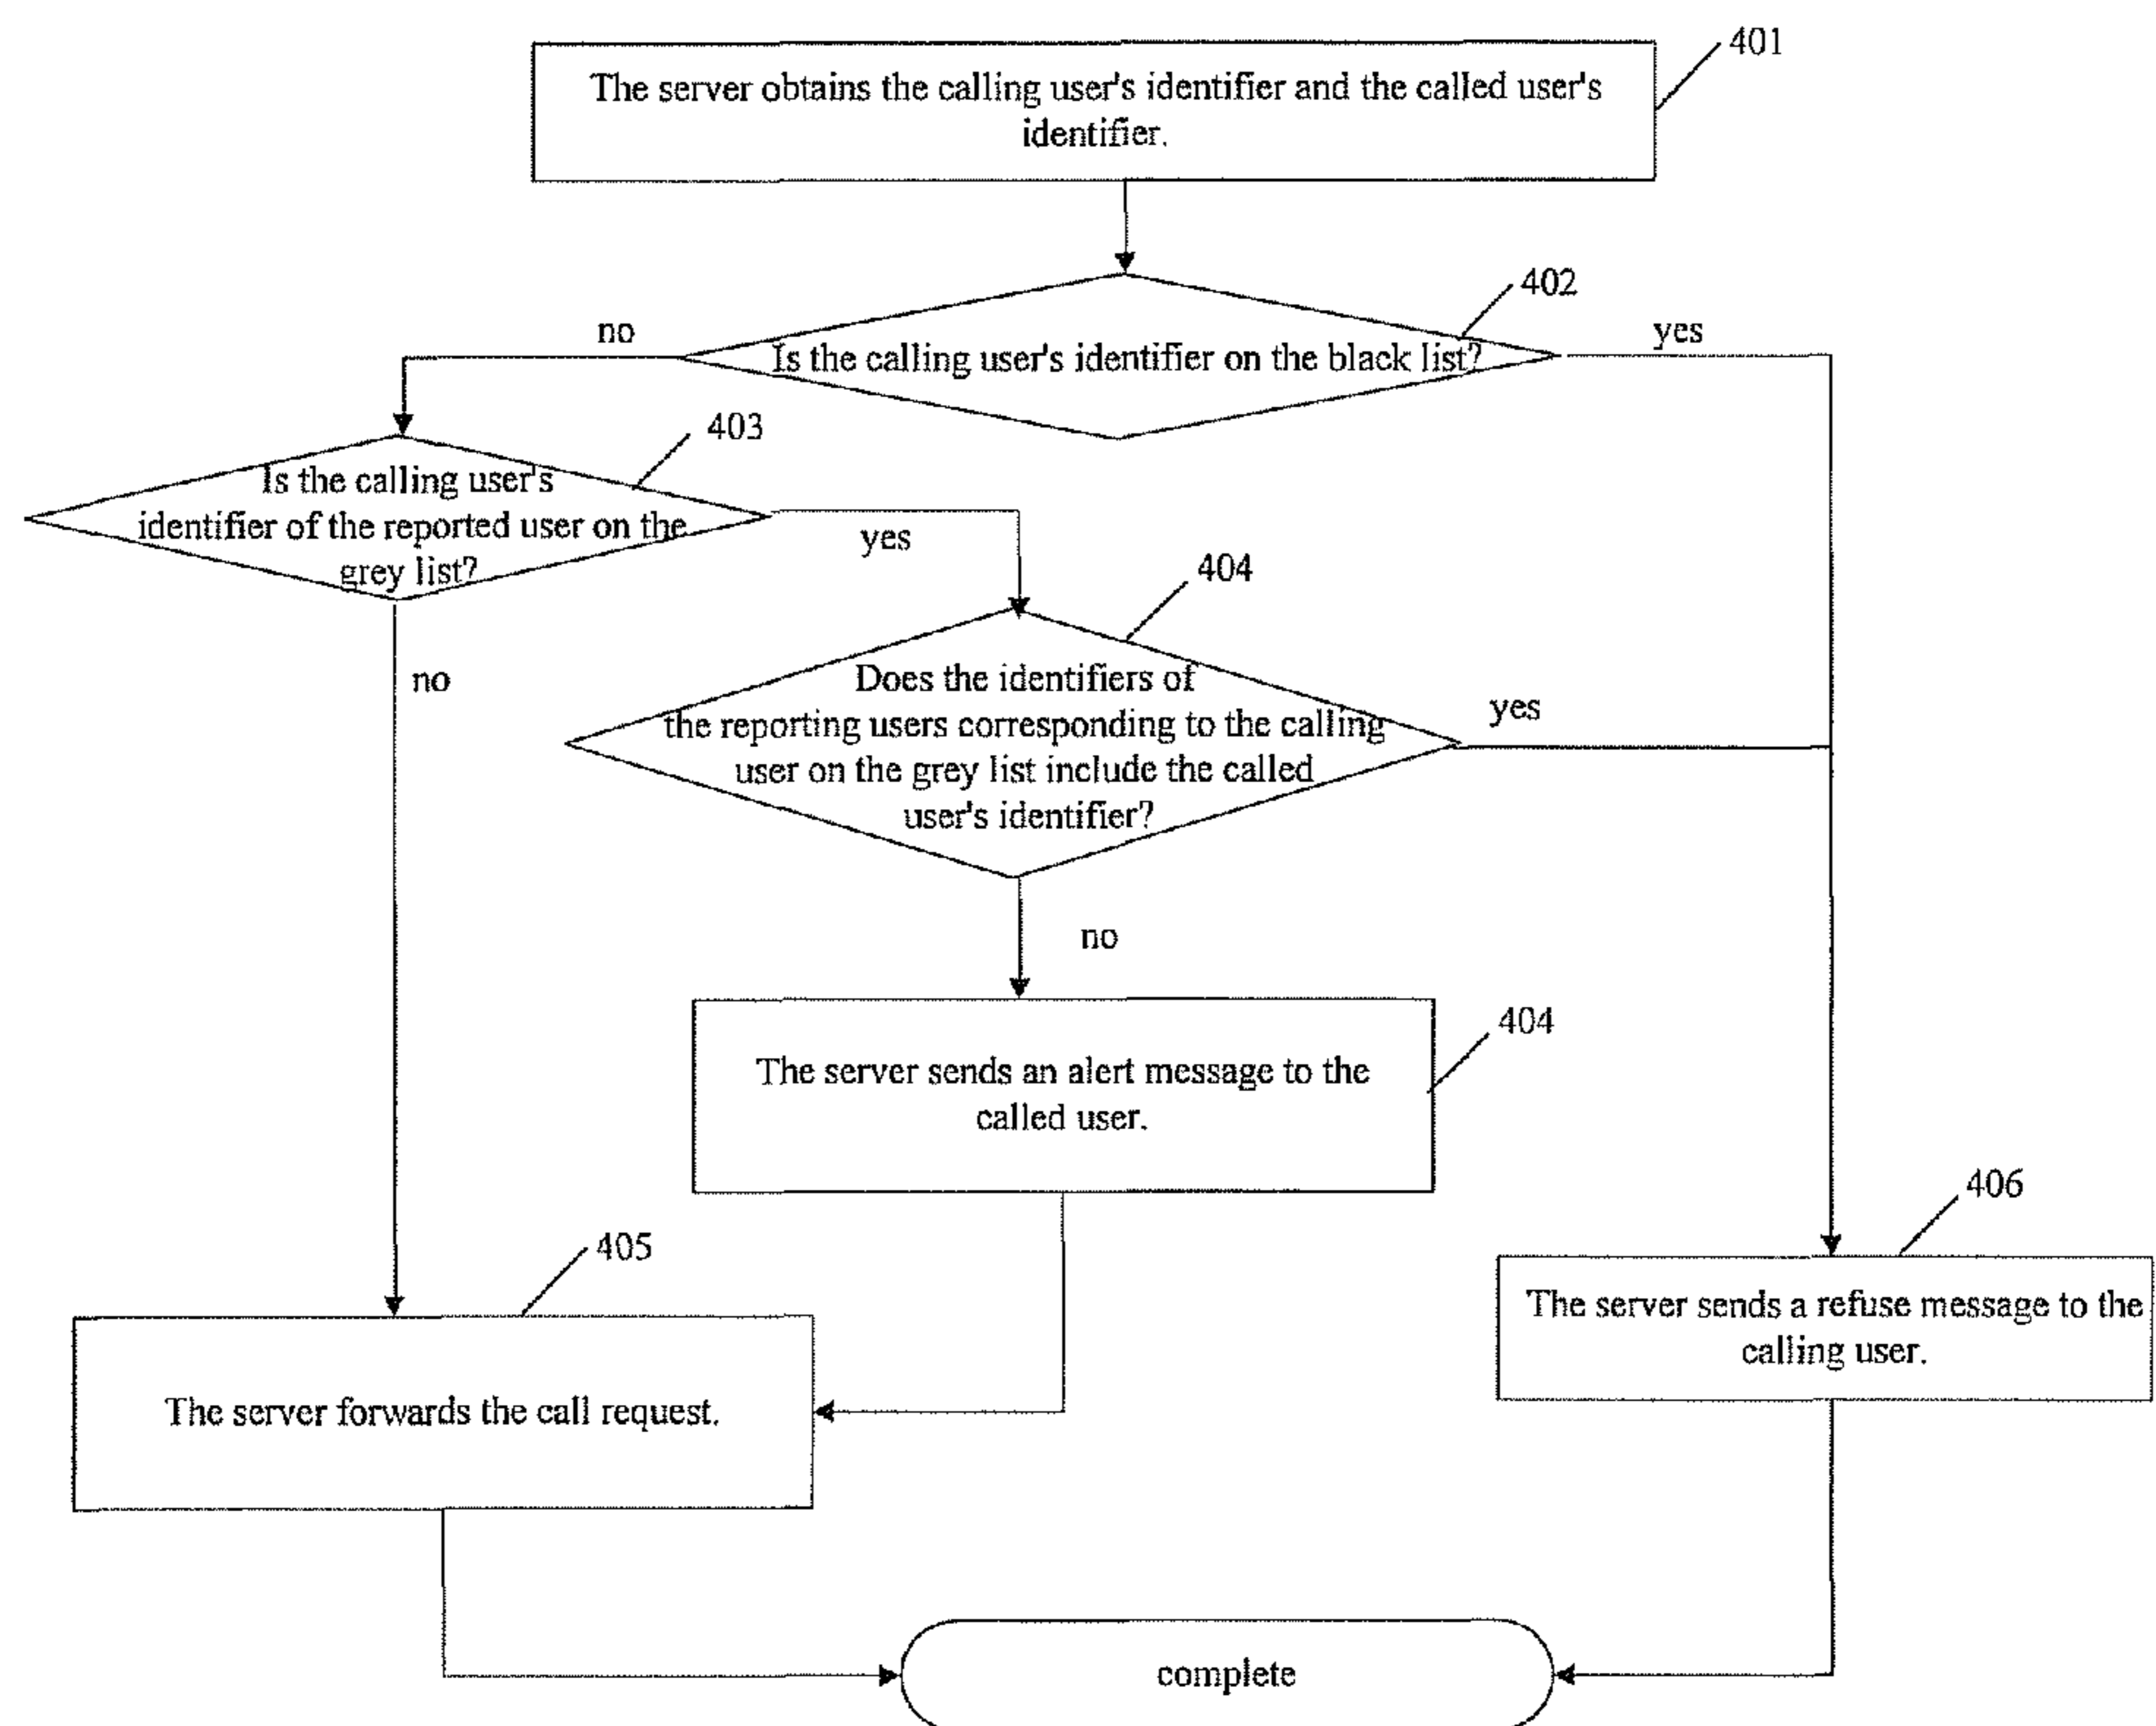 401
The server obtains the calling user's identifier and the called user's
identifier.
402
no
yes
Is the calling user's identifier on the black list?
403
Is the calling user's
identifier of the reported user on the
grey list?
yes
404
no
Does the identifiers of
the reporting users corresponding to the calling
user on the grey list include the called
user's identifier?
yes
no
404
The server sends an alert message to the
called user.
406
405
The server sends a refuse message to the
calling user.
The server forwards the call request.
complete